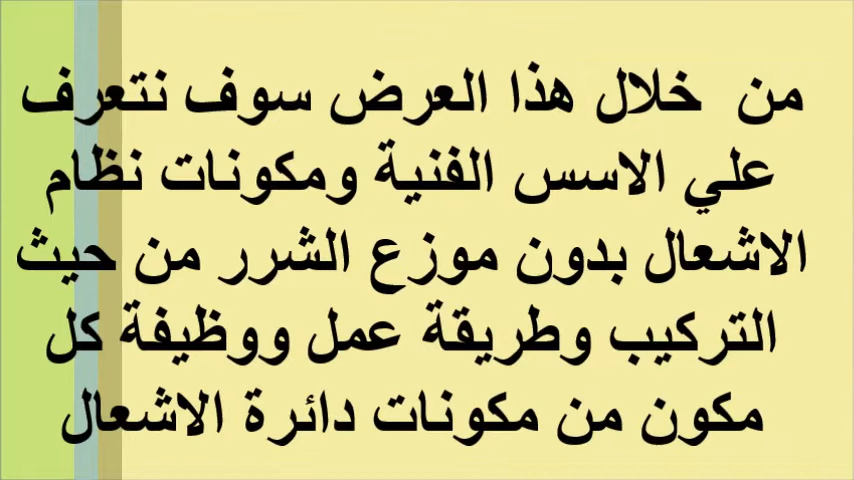 من خلال هذا العرض سوف نتعرف
علي الاسس الفنية ومكونات نظام
الاشعال بدون موزع الشرر من حيث
التركيب وطريقة عمل ووظيفة كل
مكون من مكونات دائرة الاشعال